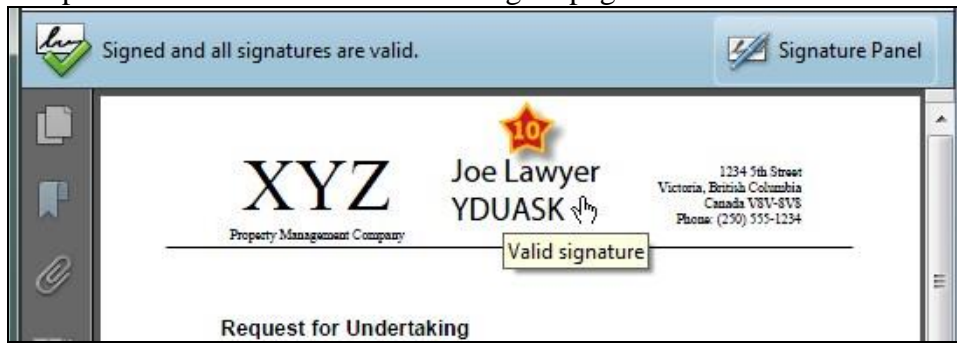 Signed and all signatures are valid.
Signature Panel
10
XYZ
Property Management Company
Joe Lawyer
YDUASK
1234 5th Street
Victoria, British Columbia
Canada V8V-8V8
Phone: (250) 555-1234
Valid signature
Request for Undertaking